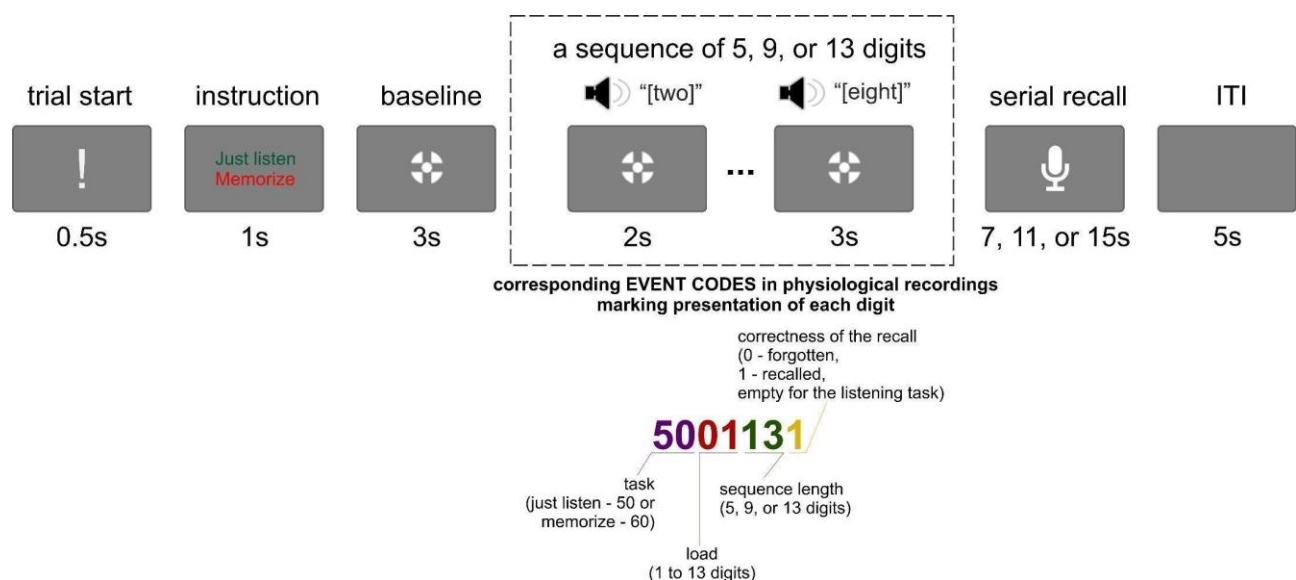 a sequence of 5, 9, or 13 digits
trial start
instruction
baseline
"[two]"
"[eight]"
serial recall
ITI
!
Just listen
Memorize
...
0.5s
1s
3s
2s
3s
7, 11, or 15s
5s
corresponding EVENT CODES in physiological recordings
marking presentation of each digit
correctness of the recall
(0 - forgotten,
1 - recalled,
empty for the listening task)
5001131
task
(just listen - 50 or
memorize - 60)
sequence length
(5, 9, or 13 digits)
load
(1 to 13 digits)